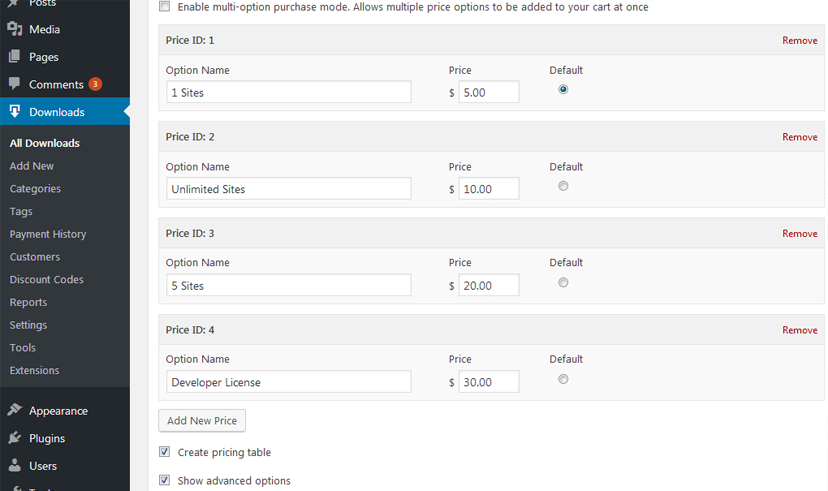 Posts
Media
Pages
Comments 3
Downloads
All Downloads
Add New
Categories
Tags
Payment History
Customers
Discount Codes
Reports
Settings
Tools
Extensions
Appearance
Plugins
Users
Enable multi-option purchase mode. Allows multiple price options to be added to your cart at once
Price ID: 1 Remove
Option Name Price Default
1 Sites $ 5.00
Price ID: 2 Remove
Option Name Price Default
Unlimited Sites $ 10.00
Price ID: 3 Remove
Option Name Price Default
5 Sites $ 20.00
Price ID: 4 Remove
Option Name Price Default
Developer License $ 30.00
Add New Price
Create pricing table
Show advanced options